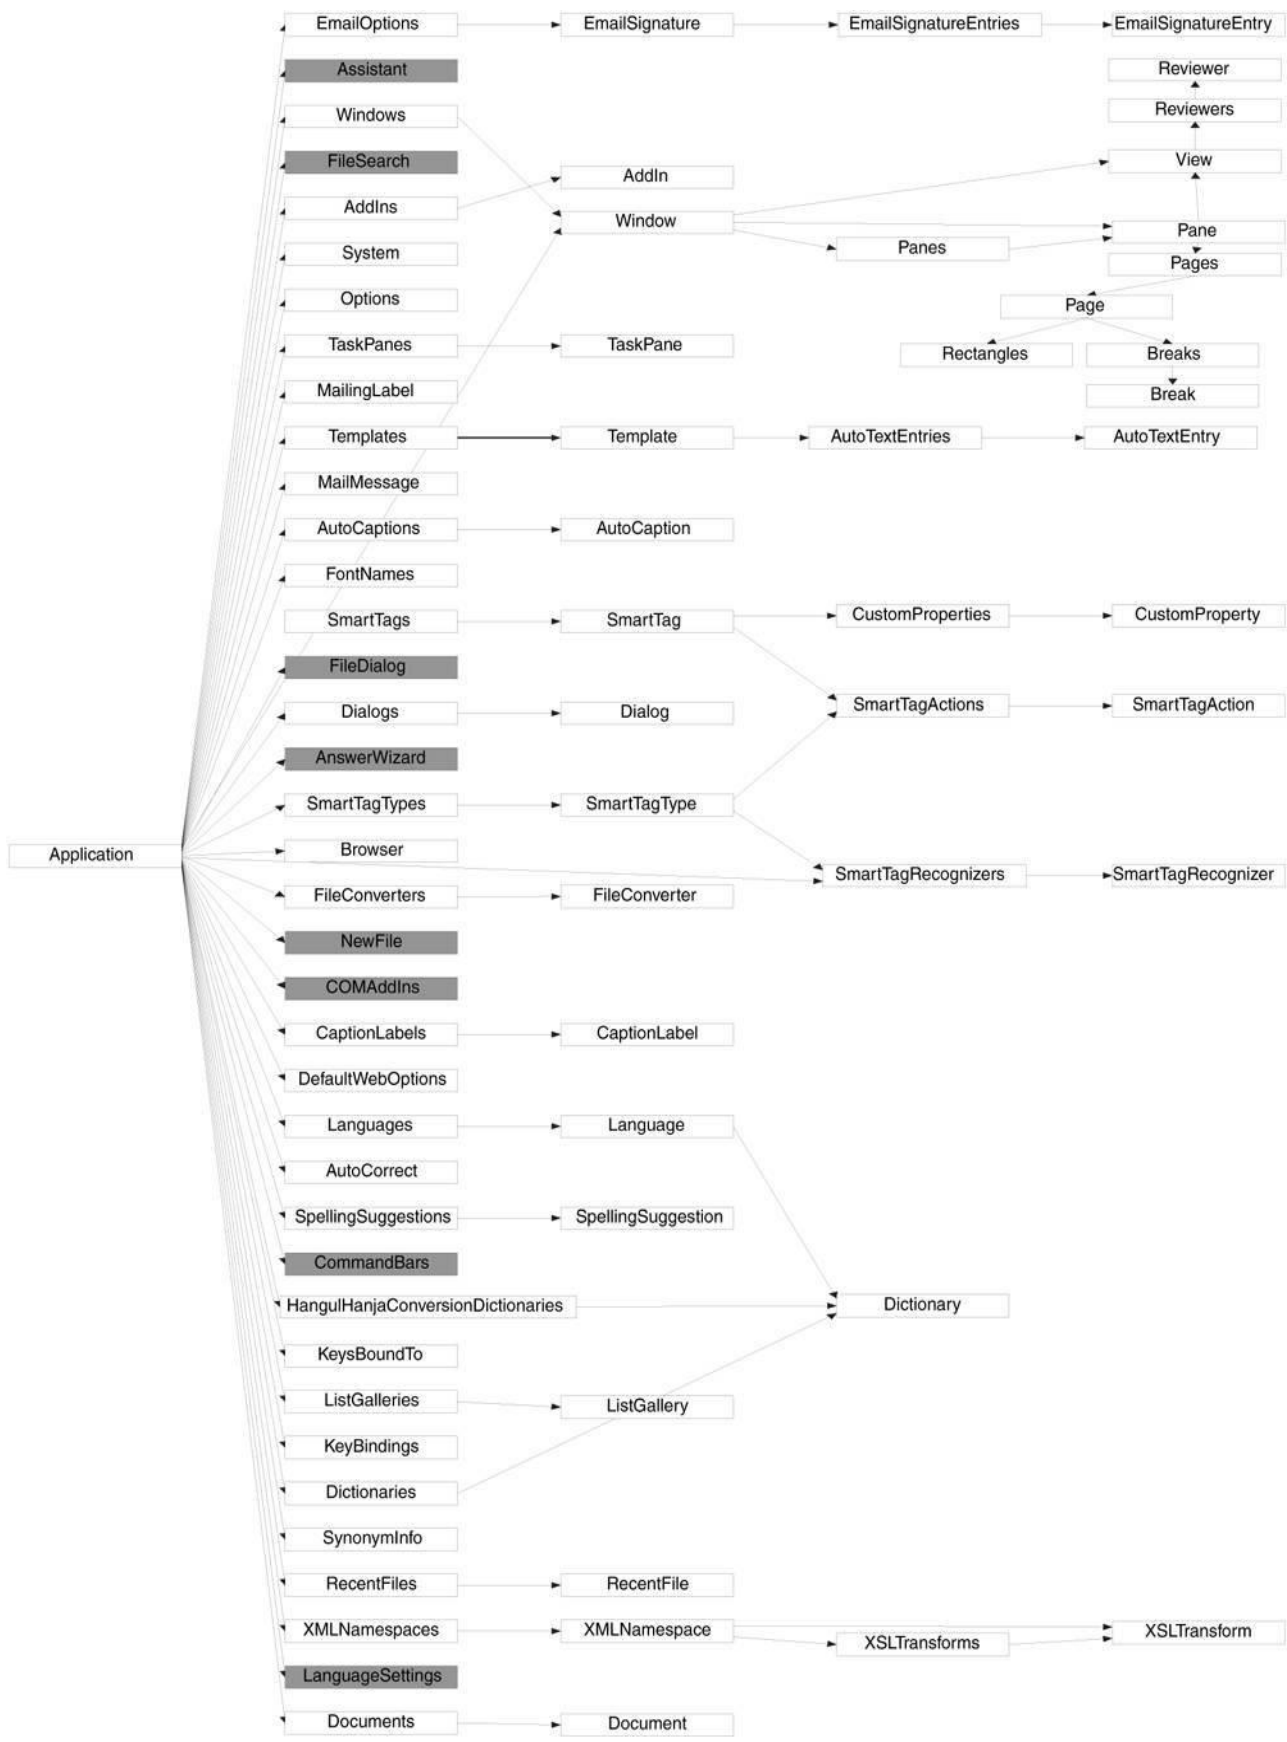 EmailOptions EmailSignature EmailSignatureEntries EmailSignatureEntry
Assistant Reviewer
Windows Reviewers
FileSearch View
AddIn
AddIns
Window Pane
System Panes
Pages
Options Page
TaskPanes TaskPane Rectangles Breaks
MailingLabel Break
Templates Template AutoTextEntries AutoTextEntry
MailMessage
AutoCaptions AutoCaption
FontNames
SmartTags SmartTag CustomProperties CustomProperty
FileDialog
Dialogs Dialog SmartTagActions SmartTagAction
AnswerWizard
SmartTagTypes SmartTagType
Browser
Application
SmartTagRecognizers SmartTagRecognizer
FileConverters FileConverter
NewFile
COMAddIns
CaptionLabels CaptionLabel
DefaultWebOptions
Languages Language
AutoCorrect
SpellingSuggestions SpellingSuggestion
CommandBars
HangulHanjaConversionDictionaries Dictionary
KeysBoundTo
ListGalleries ListGallery
KeyBindings
Dictionaries
SynonymInfo
RecentFiles RecentFile
XMLNamespaces XMLNamespace XSLTransform
XSLTransforms
LanguageSettings
Documents Document